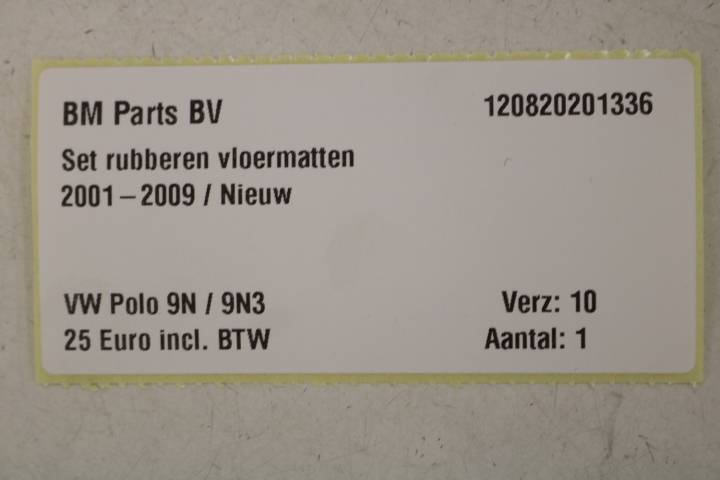 BM Parts BV 120820201336
Set rubberen vloermatten
2001 – 2009 / Nieuw
VW Polo 9N / 9N3 Verz: 10
25 Euro incl. BTW Aantal: 1